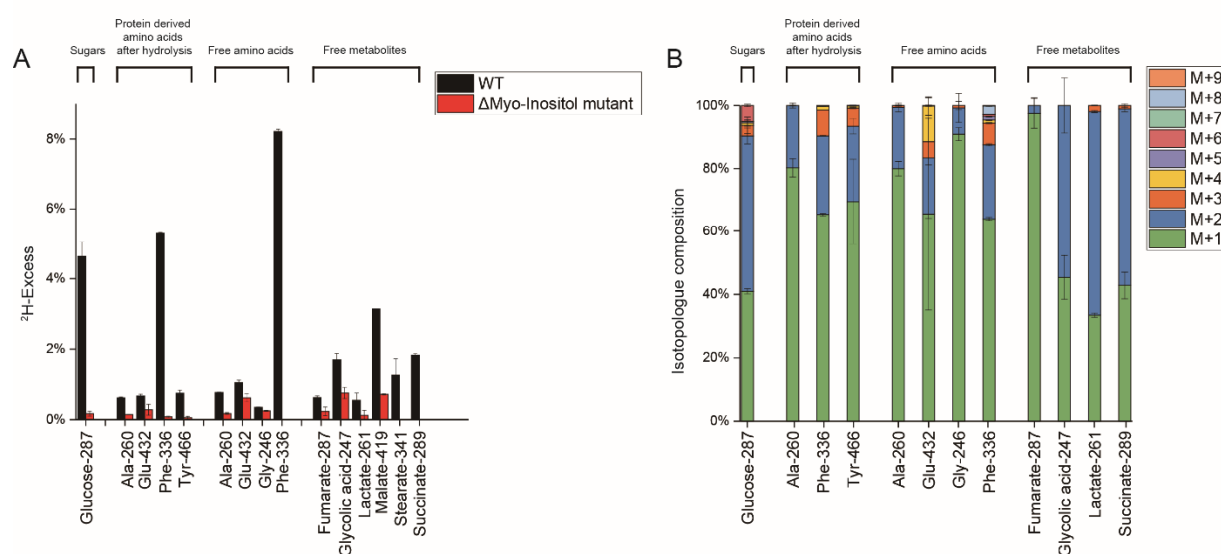 A
Sugars
Protein derived
amino acids
after hydrolysis
Free amino acids
Free metabolites
WT
ΔMyo-Inositol mutant
²H-Excess
8%
6%
4%
2%
0%
Glucose-287
Ala-260
Glu-432
Phe-336
Tyr-466
Ala-260
Glu-432
Gly-246
Phe-336
Fumarate-287
Glycolic acid-247
Lactate-261
Malate-419
Stearate-341
Succinate-289
B
Sugars
Protein derived
amino acids
after hydrolysis
Free amino acids
Free metabolites
M+9
M+8
M+7
M+6
M+5
M+4
M+3
M+2
M+1
Isotopologue composition
100%
80%
60%
40%
20%
0%
Glucose-287
Ala-260
Phe-336
Tyr-466
Ala-260
Glu-432
Gly-246
Phe-336
Fumarate-287
Glycolic acid-247
Lactate-261
Succinate-289